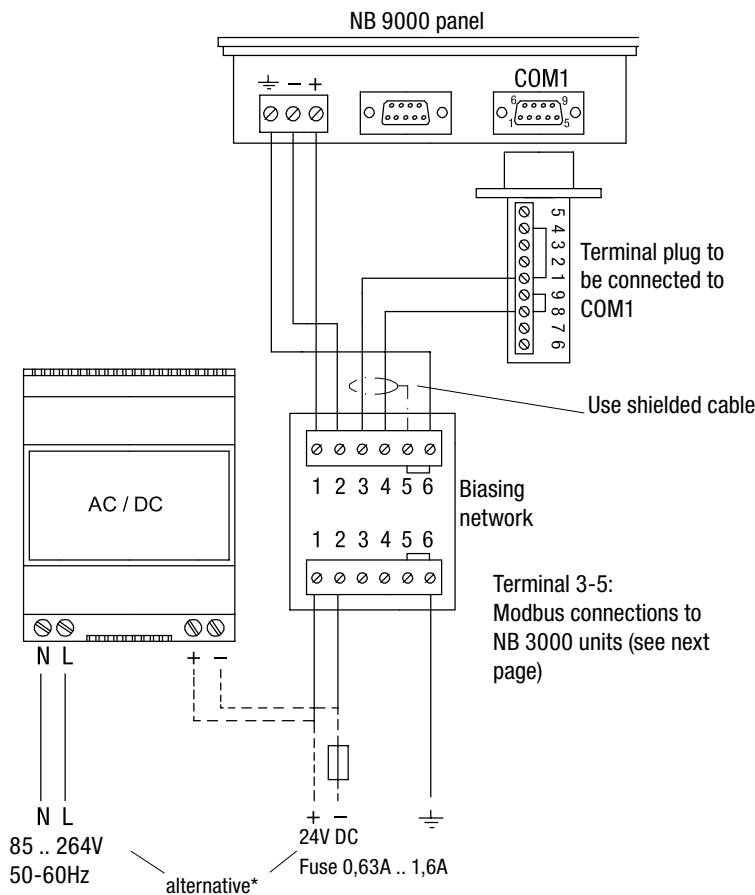 NB 9000 panel
COM1
⏚ − +
6 9
1 5
5
4
3
2
1
9
8
7
6
Terminal plug to
be connected to
COM1
Use shielded cable
AC / DC
1 2 3 4 5 6
Biasing
network
1 2 3 4 5 6
Terminal 3-5:
Modbus connections to
NB 3000 units (see next
page)
N L
+ −
N L
85 .. 264V
50-60Hz
+ −
24V DC
Fuse 0,63A .. 1,6A
alternative*